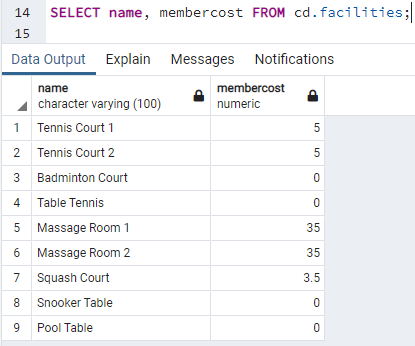 14 SELECT name, membercost FROM cd.facilities;
15
Data Output Explain Messages Notifications
name membercost
character varying (100) numeric
1 Tennis Court 1 5
2 Tennis Court 2 5
3 Badminton Court 0
4 Table Tennis 0
5 Massage Room 1 35
6 Massage Room 2 35
7 Squash Court 3.5
8 Snooker Table 0
9 Pool Table 0